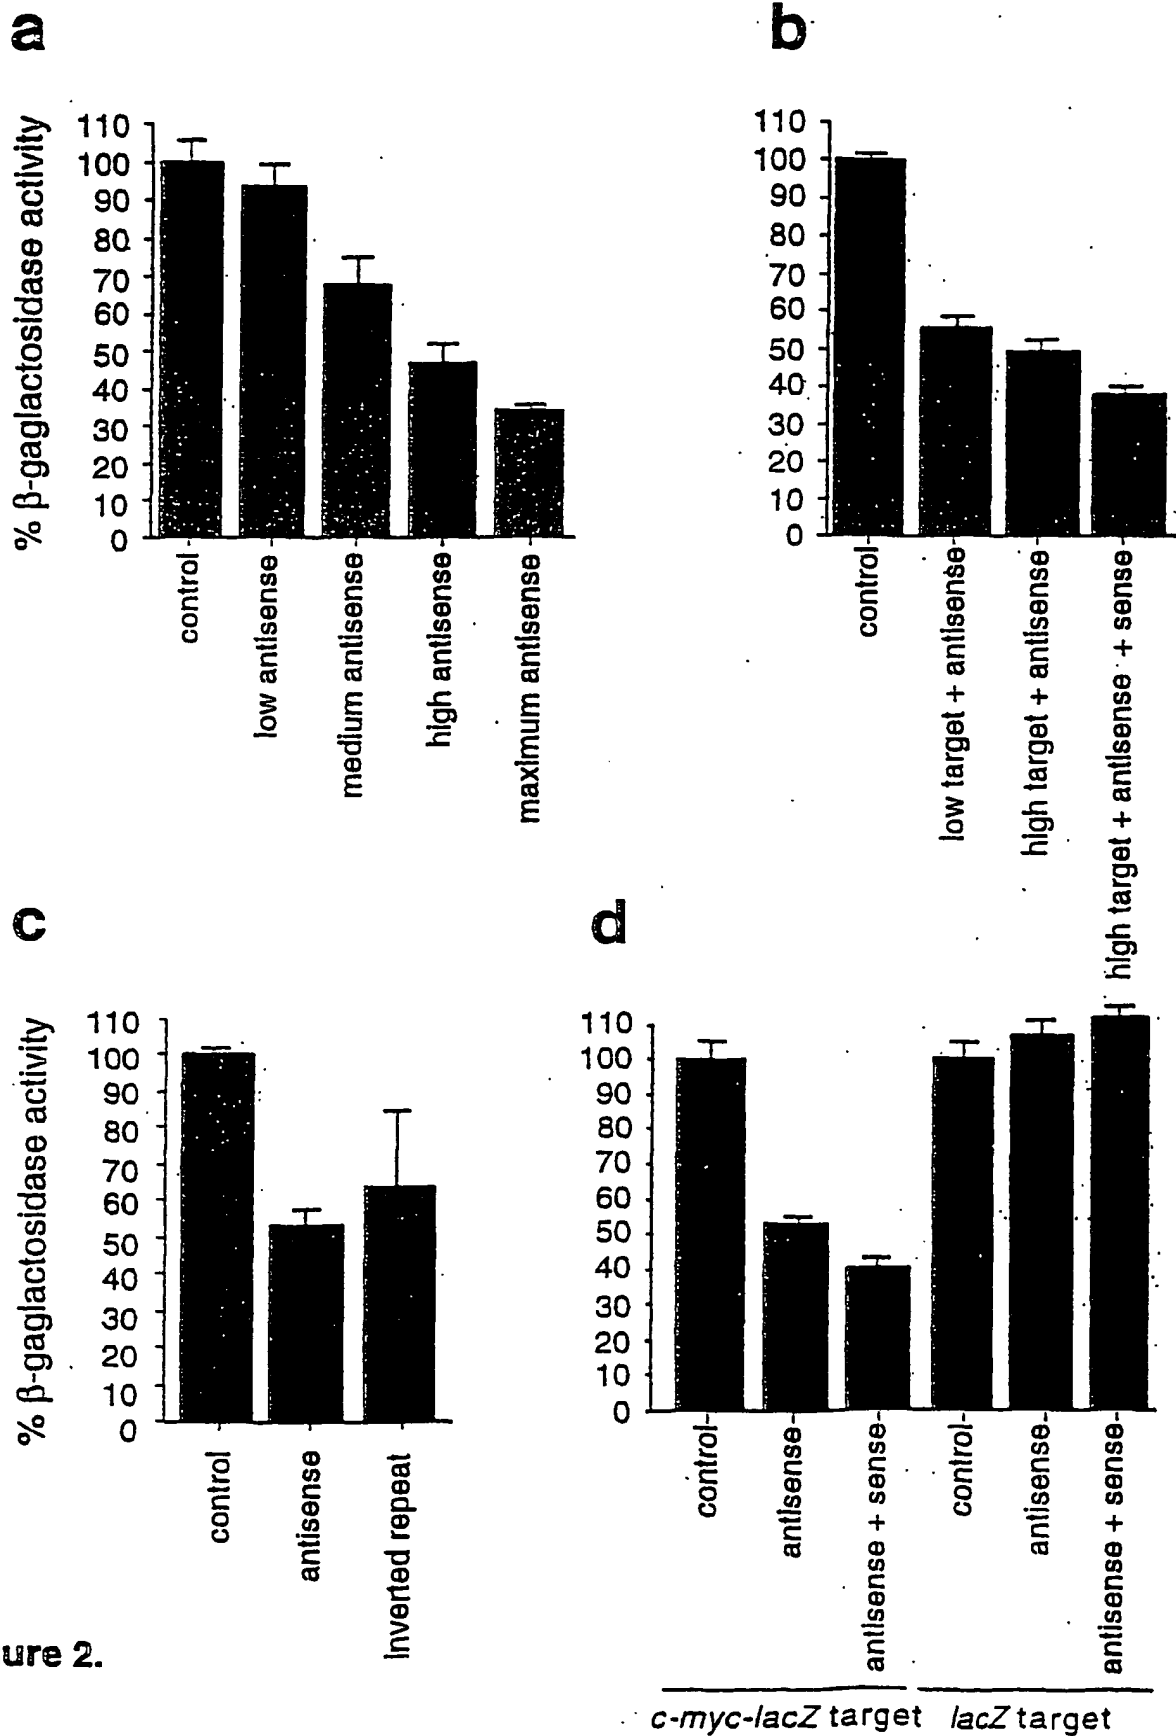 a
% β-gaglactosidase activity
110
100
90
80
70
60
50
40
30
20
10
0
control
low antisense
medium antisense
high antisense
maximum antisense
b
110
100
90
80
70
60
50
40
30
20
10
0
control
low target + antisense
high target + antisense
high target + antisense + sense
c
% β-gaglactosidase activity
110
100
90
80
70
60
50
40
30
20
10
0
control
antisense
inverted repeat
d
110
100
90
80
70
60
50
40
30
20
10
0
control
antisense
antisense + sense
control
antisense
antisense + sense
c-myc-lacZ target
lacZ target
ure 2.